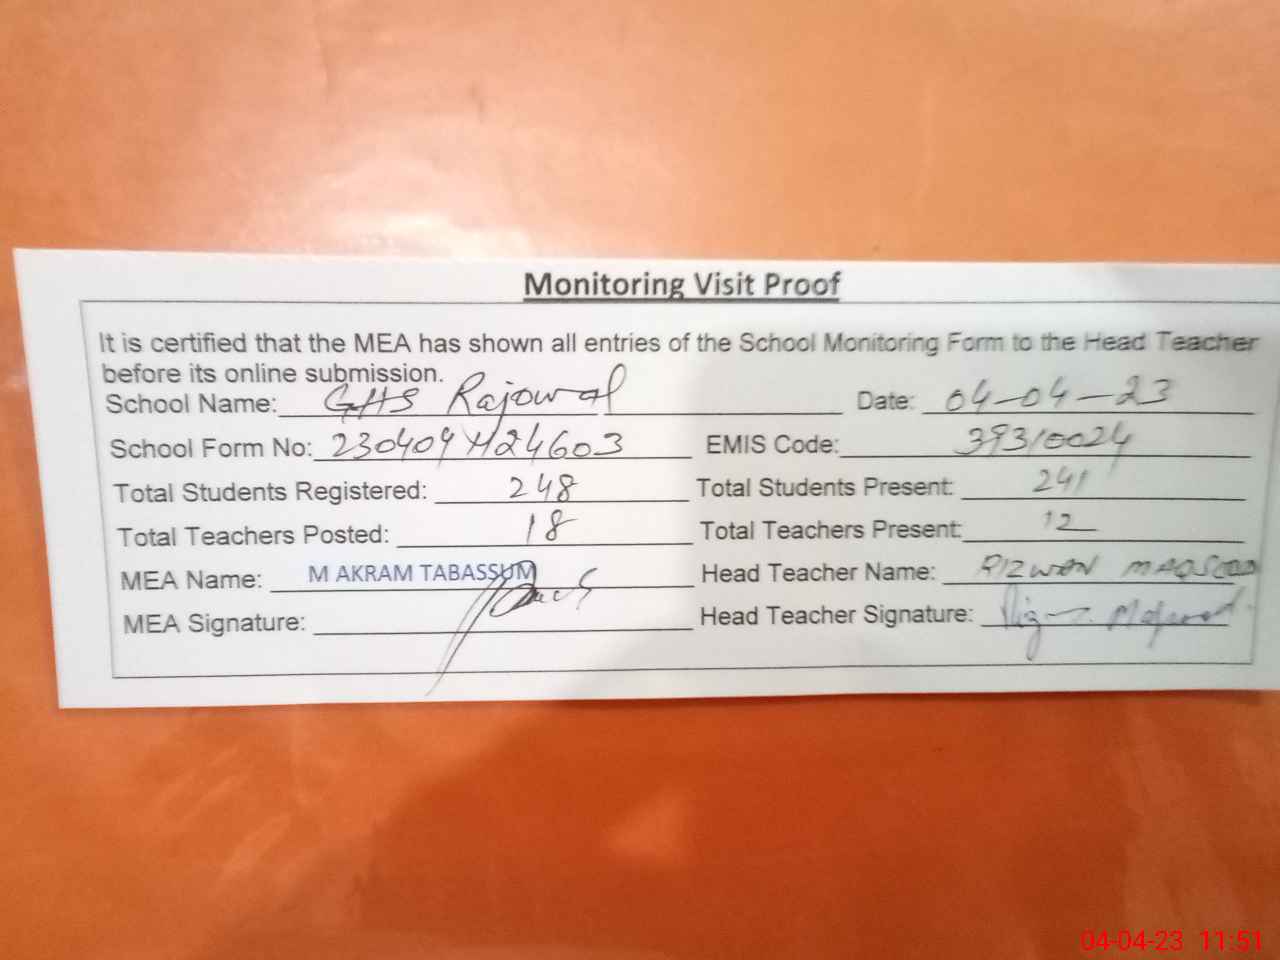 Monitoring Visit Proof
It is certified that the MEA has shown all entries of the School Monitoring Form to the Head Teacher
before its online submission.
School Name: GHS Rajowal Date: 04-04-23
School Form No: 230404H24603 EMIS Code: 39310024
Total Students Registered: 248 Total Students Present: 241
Total Teachers Posted: 18 Total Teachers Present: 12
MEA Name: M AKRAM TABASSUM Head Teacher Name: RIZWAN MAQSOOD
MEA Signature: Head Teacher Signature:
04-04-23 11:51